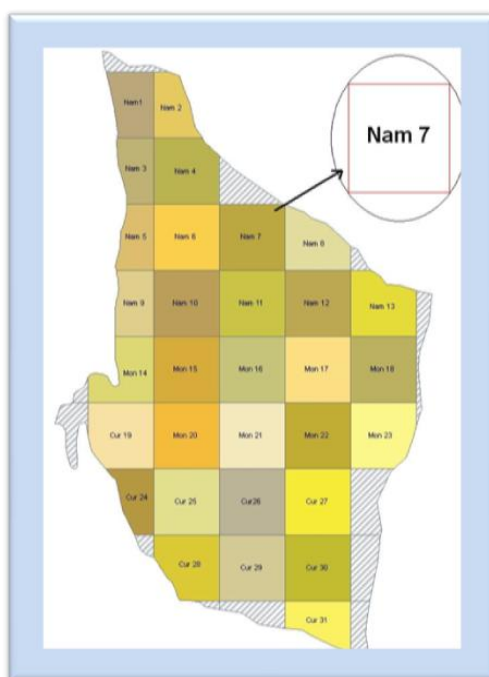 Nam1 Nam 2
Nam 7
Nam 3 Nam 4
Nam 5 Nam 6 Nam 7 Nam 8
Nam 9 Nam 10 Nam 11 Nam 12 Nam 13
Mon 14 Mon 15 Mon 16 Mon 17 Mon 18
Cur 19 Mon 20 Mon 21 Mon 22 Mon 23
Cur 24 Cur 25 Cur26 Cur 27
Cur 28 Cur 29 Cur 30
Cur 31